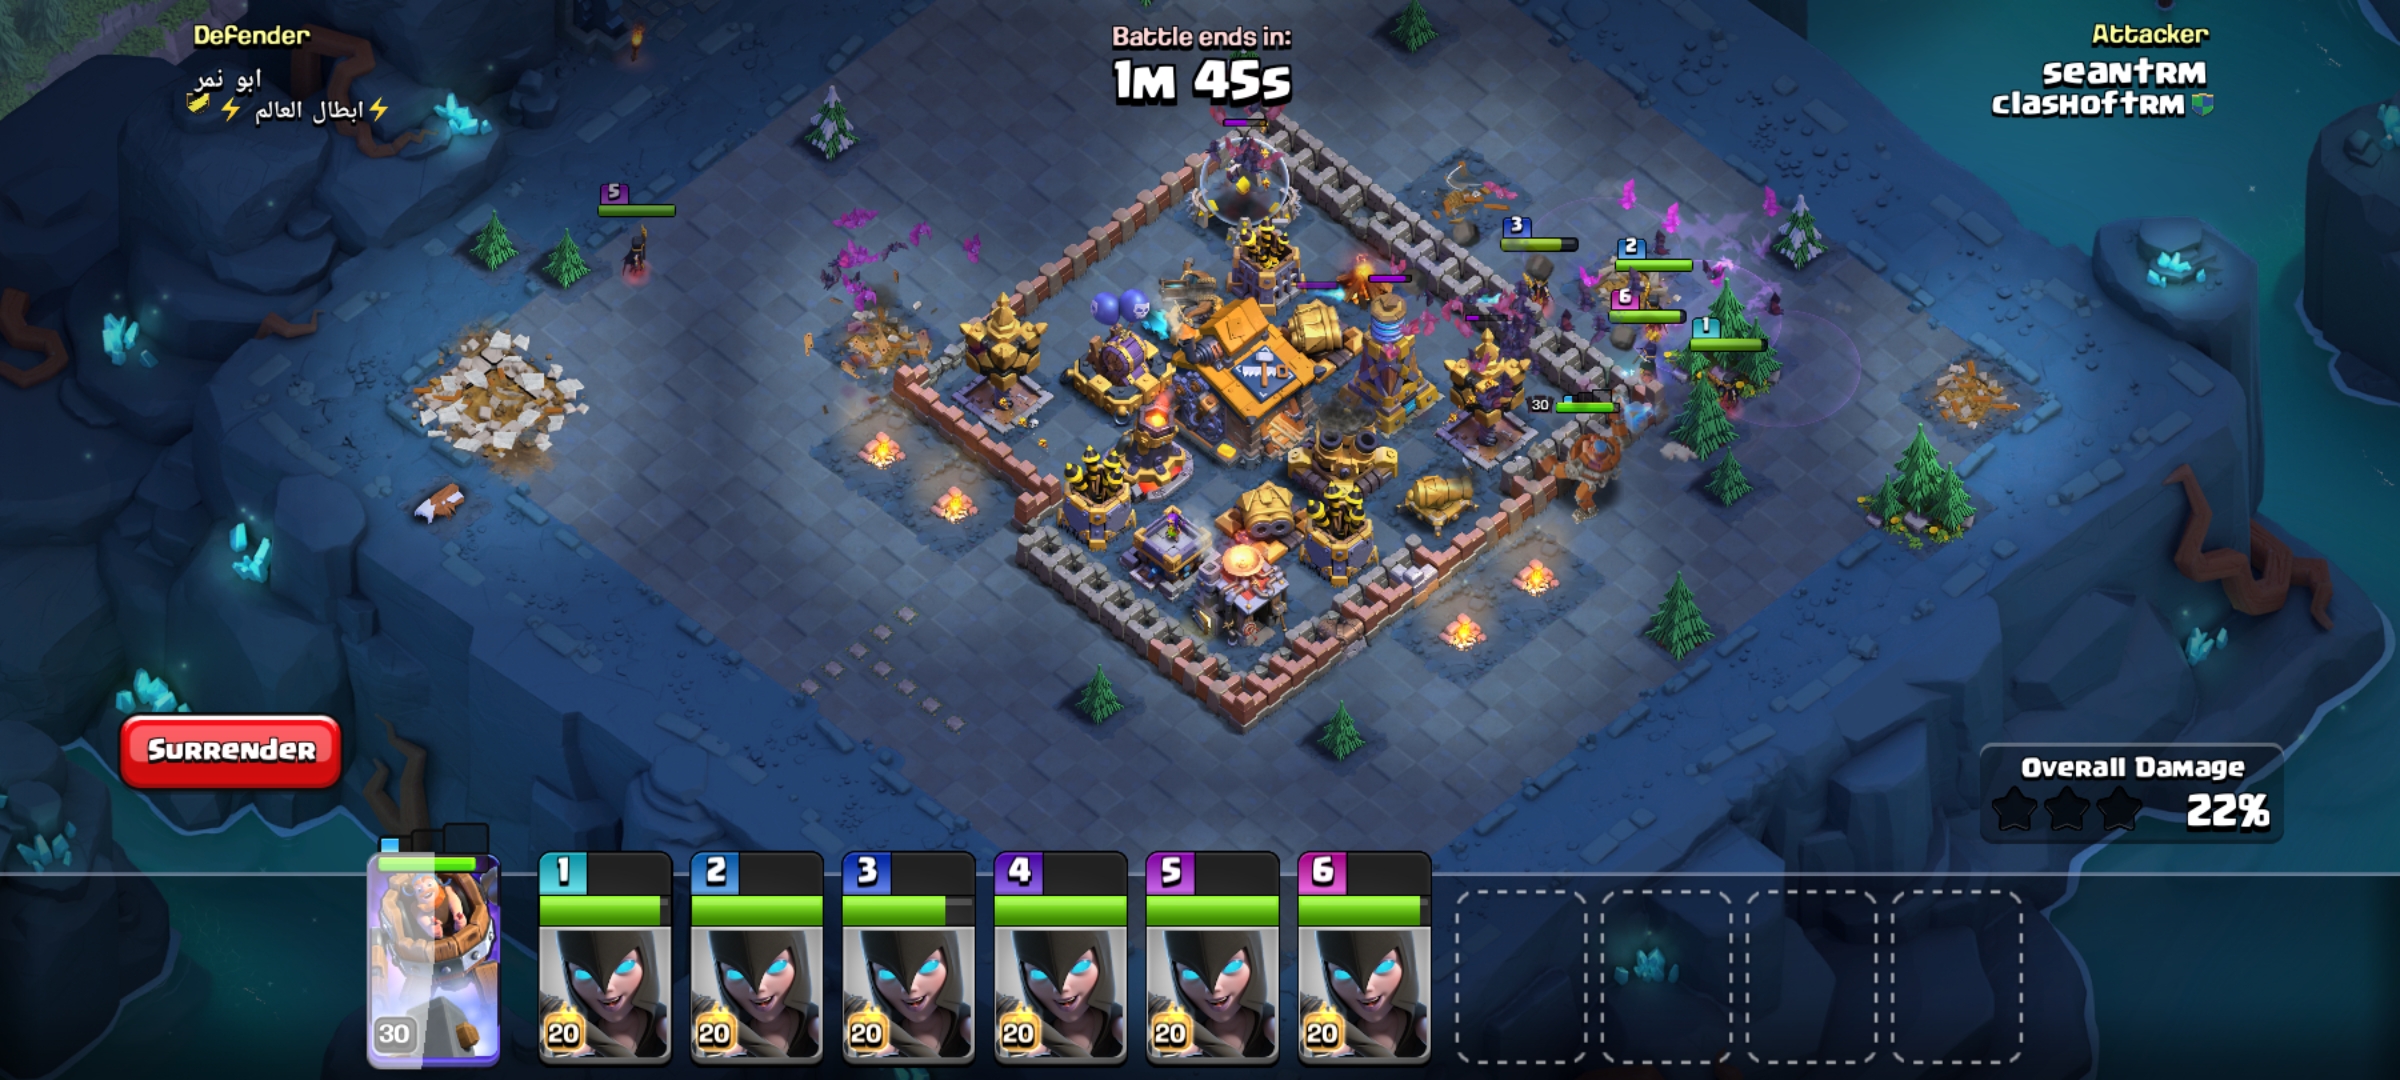 Defender
ابو نمر
⚡ ابطال العالم ⚡
Battle ends in:
1M 45s
Attacker
seantrm
clashoftrm
5
3
2
6
1
30
Surrender
Overall Damage
22%
1
2
3
4
5
6
30
20
20
20
20
20
20